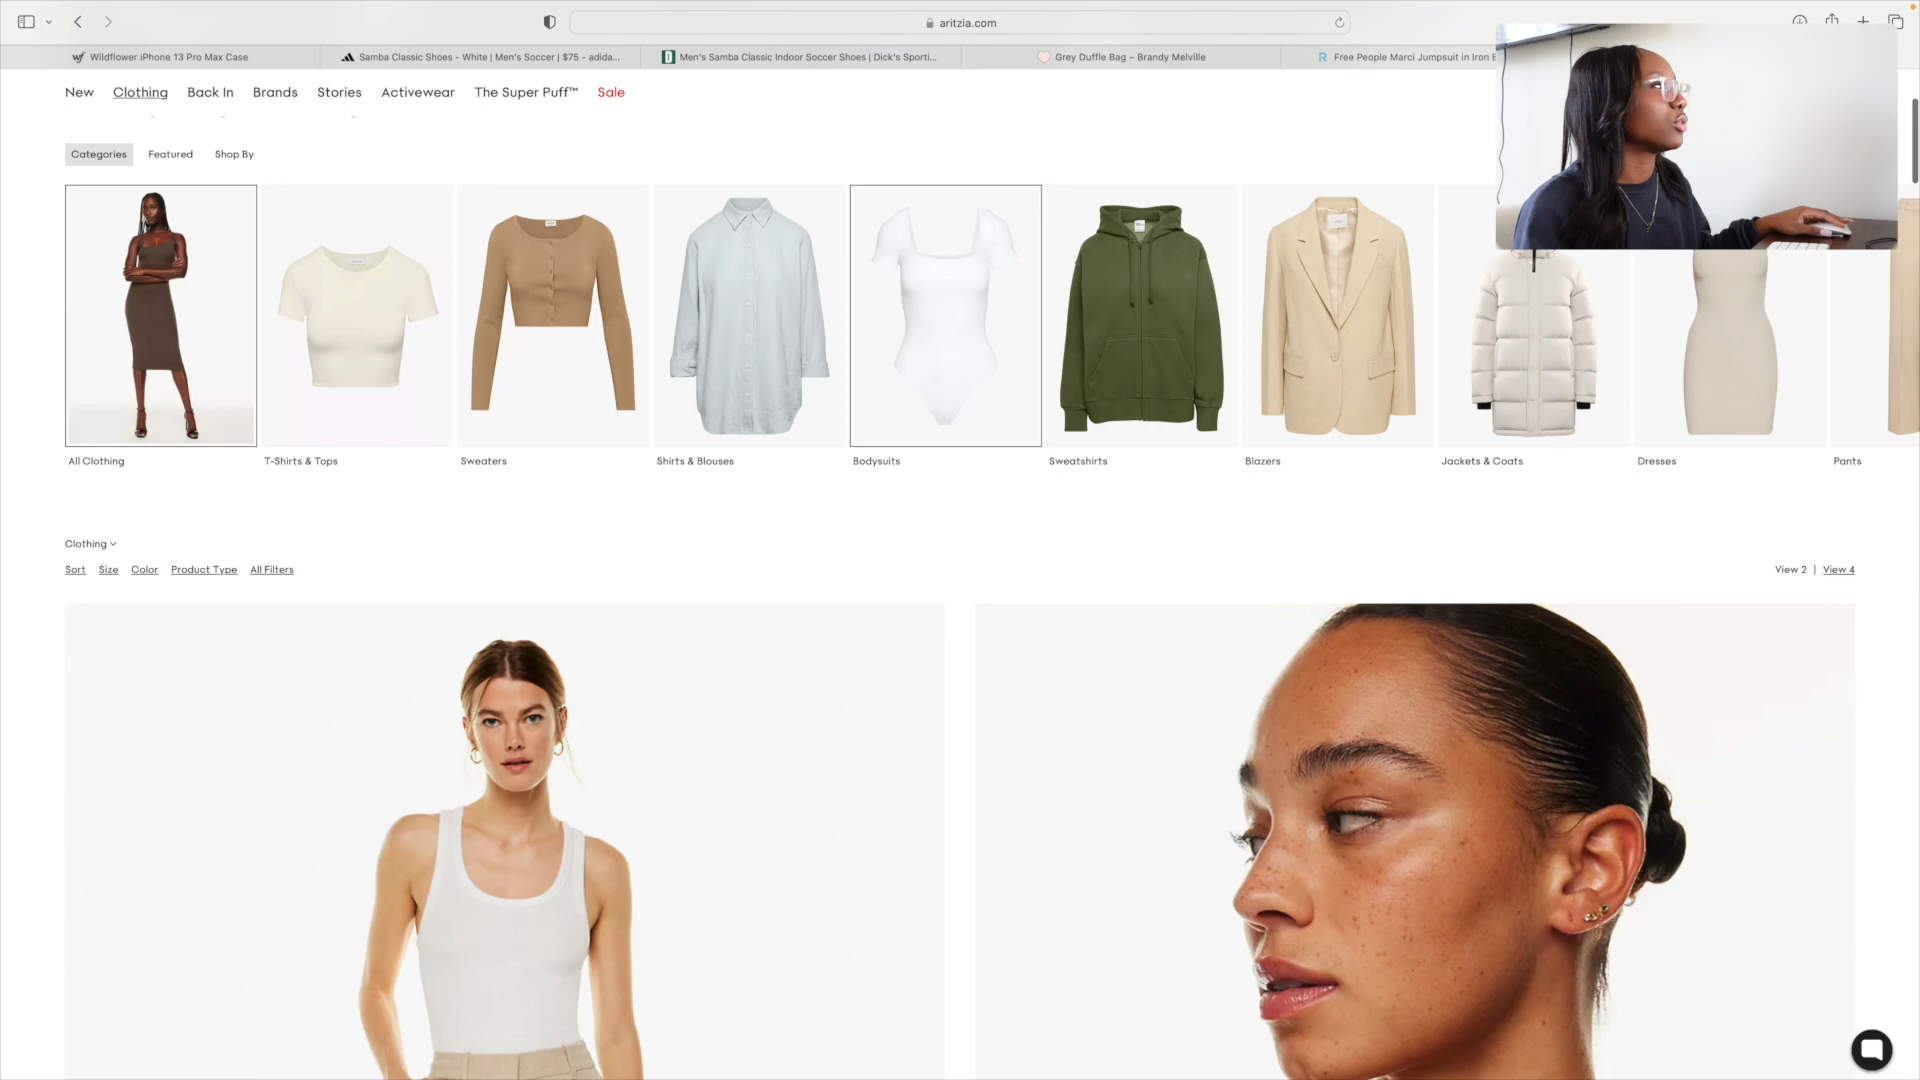 aritzia.com
Wildflower iPhone 13 Pro Max Case
Samba Classic Shoes - White | Men's Soccer | $75 - adida...
Men's Samba Classic Indoor Soccer Shoes | Dick's Sporti...
Grey Duffle Bag – Brandy Melville
Free People Marci Jumpsuit in Iron
New Clothing Back In Brands Stories Activewear The Super Puff™ Sale
Categories Featured Shop By
All Clothing
T-Shirts & Tops
Sweaters
Shirts & Blouses
Bodysuits
Sweatshirts
Blazers
Jackets & Coats
Dresses
Pants
Clothing
Sort Size Color Product Type All Filters
View 2 | View 4